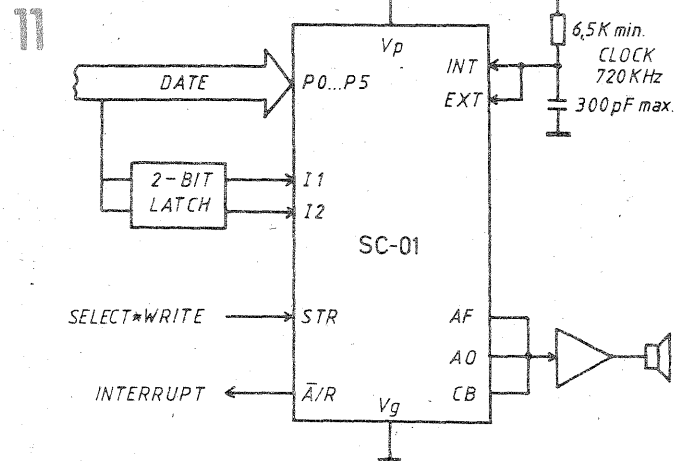 11
Vp
6,5K min.
CLOCK
720KHz
300pF max.
INT
EXT
DATE
P0...P5
2-BIT
LATCH
I1
I2
SC-01
SELECT*WRITE
STR
AF
AO
INTERRUPT
A̅/R
CB
Vg